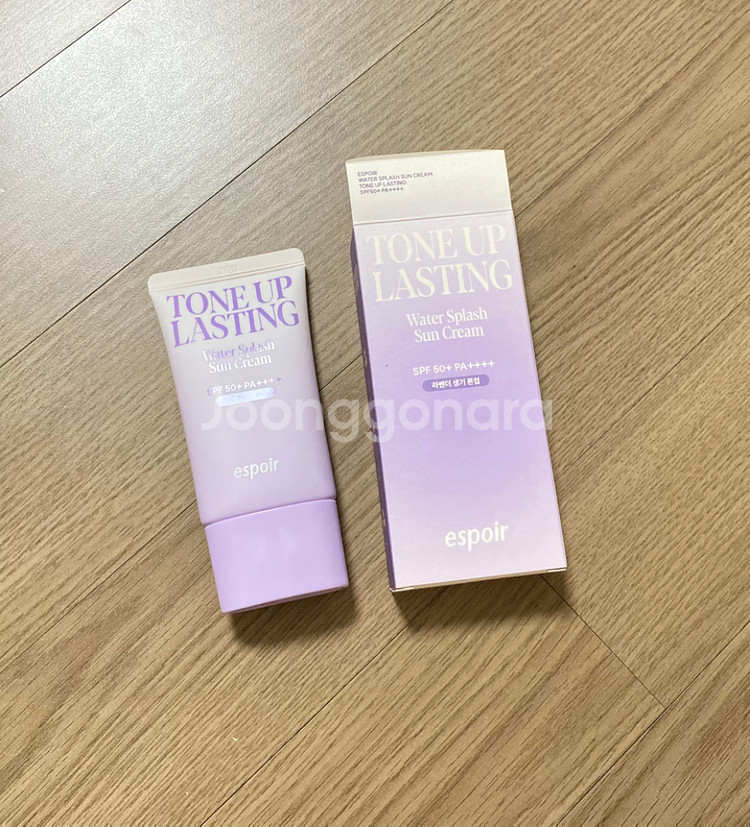 ESPOIR
WATER SPLASH SUN CREAM
TONE UP LASTING
SPF50+ PA++++
TONE UP
LASTING
Water Splash
Sun Cream
SPF 50+ PA++++
라벤더 생기 톤업
espoir
TONE UP
LASTING
Water Splash
Sun Cream
SPF 50+ PA++++
espoir
Joonggonara